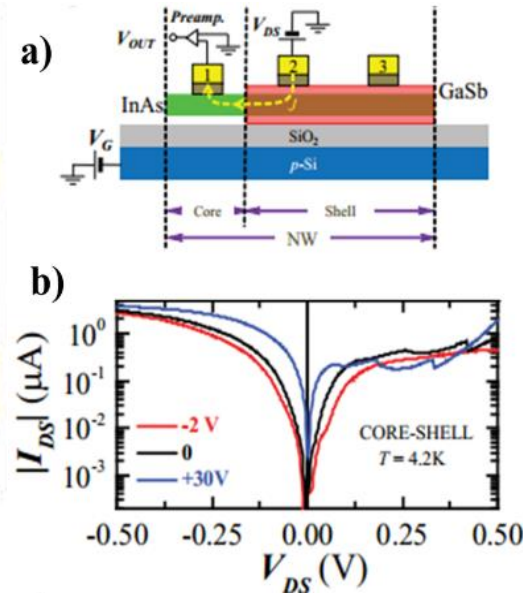 a)
Preamp.
V_OUT
V_DS
1
2
3
InAs
GaSb
V_G
SiO2
p-Si
Core
Shell
NW
b)
|I_DS| (μA)
10^0
10^-1
10^-2
10^-3
-2 V
0
+30V
CORE-SHELL
T = 4.2K
-0.50 -0.25 0.00 0.25 0.50
V_DS (V)